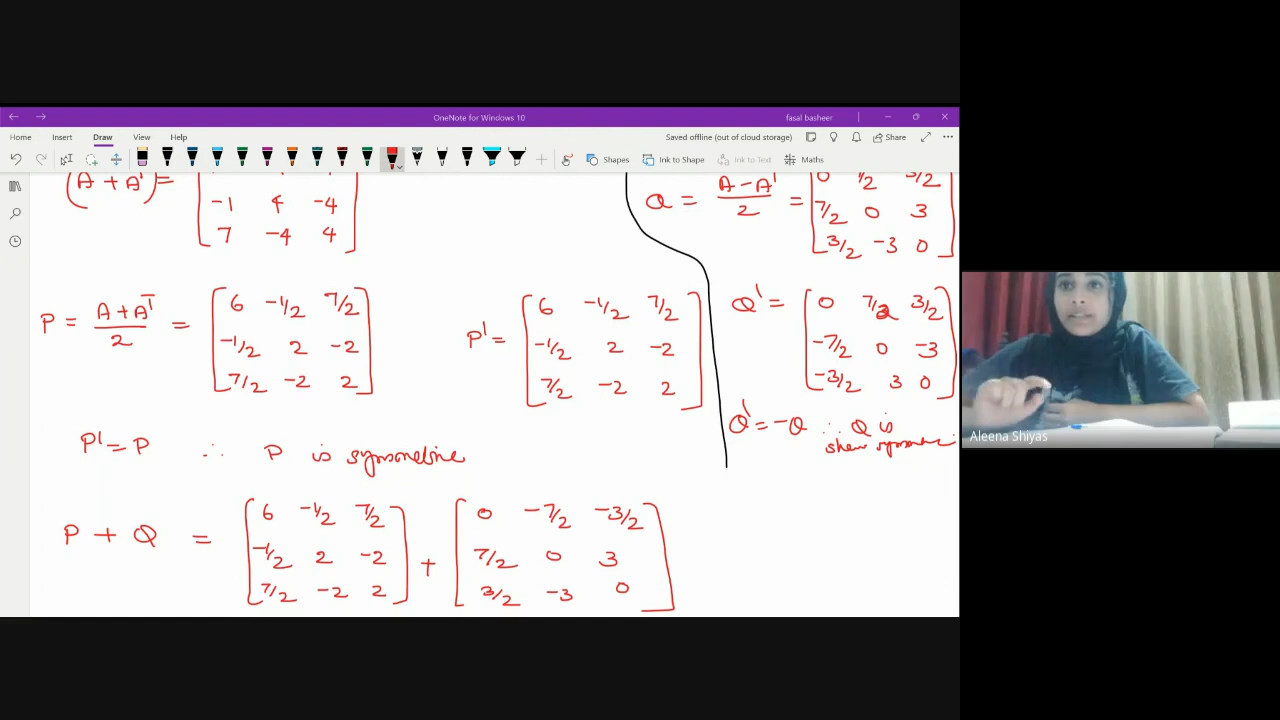 OneNote for Windows 10
fasal basheer
Home Insert Draw View Help
Saved offline (out of cloud storage)
Share
Shapes
Ink to Shape
Ink to Text
Maths
(A + A') =
-1 4 -4
7 -4 4
P = A + A' / 2 = 6 -1/2 7/2
-1/2 2 -2
7/2 -2 2
P' = 6 -1/2 7/2
-1/2 2 -2
7/2 -2 2
P' = P ∴ P is symmetric
Q = A - A' / 2 = 0
7/2 0 3
3/2 -3 0
Q' = 0 7/2 3/2
-7/2 0 -3
-3/2 3 0
Q' = -Q ∴ Q is
skew symmetric
P + Q = 6 -1/2 7/2
-1/2 2 -2
7/2 -2 2
+ 0 -7/2 -3/2
7/2 0 3
3/2 -3 0
Aleena Shiyas